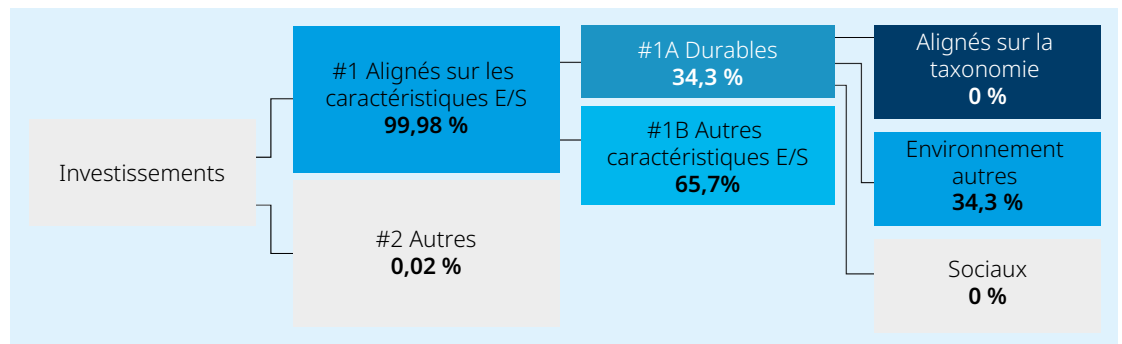 Investissements
#1 Alignés sur les
caractéristiques E/S
99,98 %
#2 Autres
0,02 %
#1A Durables
34,3 %
#1B Autres
caractéristiques E/S
65,7%
Alignés sur la
taxonomie
0 %
Environnement
autres
34,3 %
Sociaux
0 %